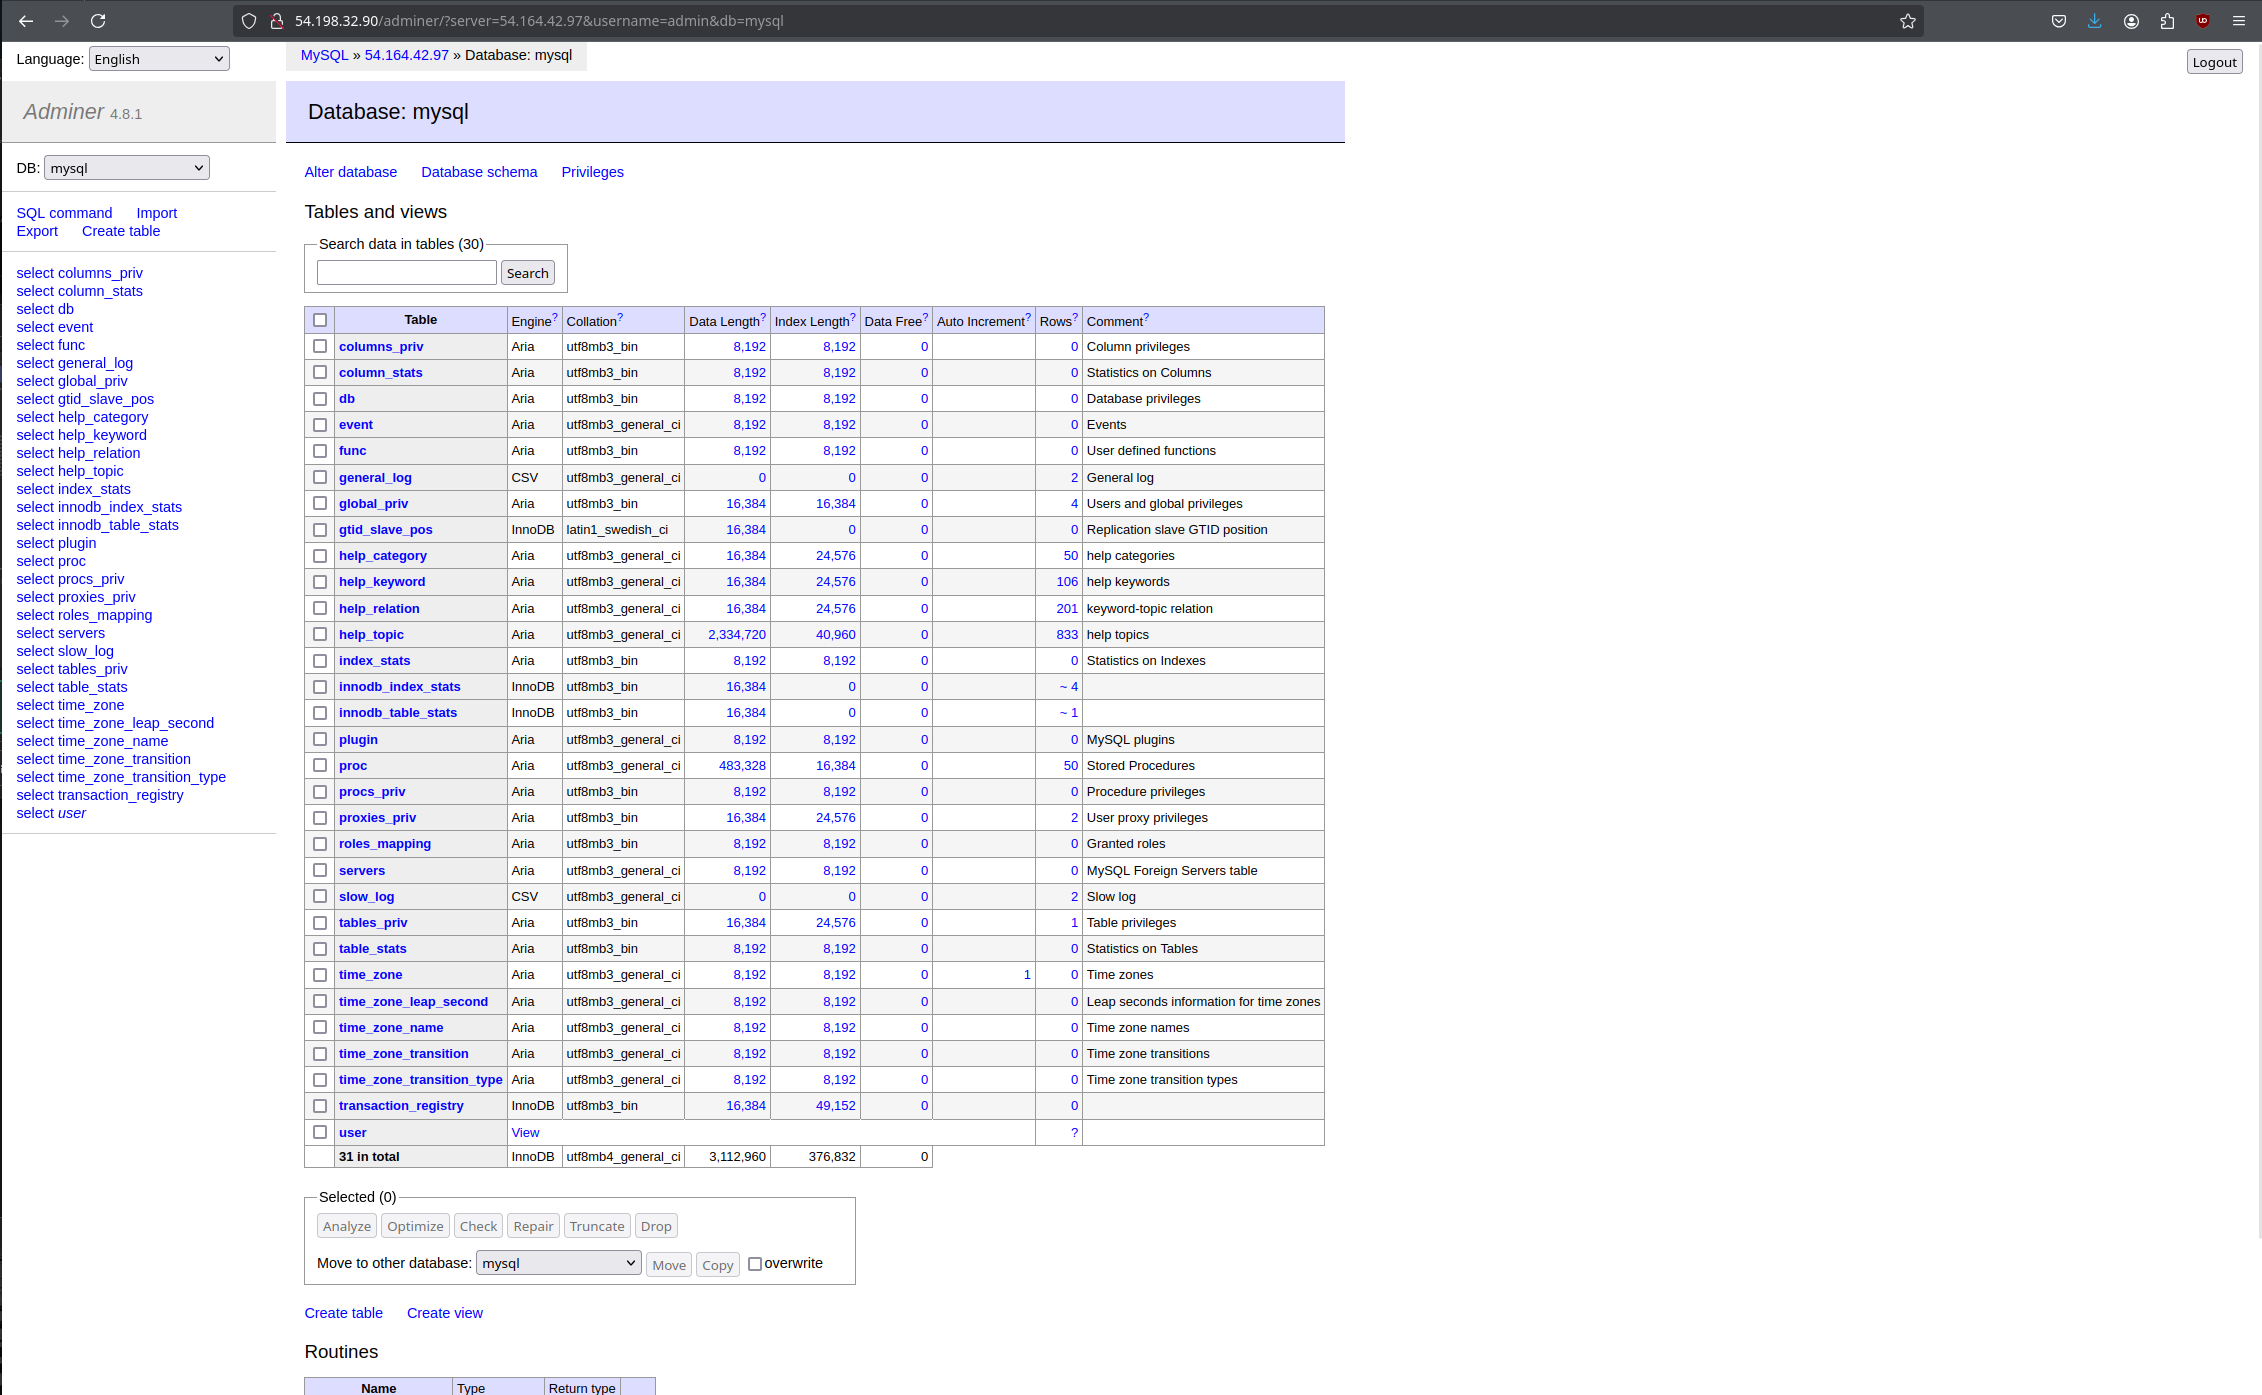 54.198.32.90/adminer/?server=54.164.42.97&username=admin&db=mysql
Language: English
MySQL » 54.164.42.97 » Database: mysql
Logout
Adminer 4.8.1
Database: mysql
DB: mysql
Alter database Database schema Privileges
SQL command Import
Export Create table
select columns_priv
select column_stats
select db
select event
select func
select general_log
select global_priv
select gtid_slave_pos
select help_category
select help_keyword
select help_relation
select help_topic
select index_stats
select innodb_index_stats
select innodb_table_stats
select plugin
select proc
select procs_priv
select proxies_priv
select roles_mapping
select servers
select slow_log
select tables_priv
select table_stats
select time_zone
select time_zone_leap_second
select time_zone_name
select time_zone_transition
select time_zone_transition_type
select transaction_registry
select user
Tables and views
Search data in tables (30)
Search
Table Engine? Collation? Data Length? Index Length? Data Free? Auto Increment? Rows? Comment?
columns_priv Aria utf8mb3_bin 8,192 8,192 0 0 Column privileges
column_stats Aria utf8mb3_bin 8,192 8,192 0 0 Statistics on Columns
db Aria utf8mb3_bin 8,192 8,192 0 0 Database privileges
event Aria utf8mb3_general_ci 8,192 8,192 0 0 Events
func Aria utf8mb3_bin 8,192 8,192 0 0 User defined functions
general_log CSV utf8mb3_general_ci 0 0 0 2 General log
global_priv Aria utf8mb3_bin 16,384 16,384 0 4 Users and global privileges
gtid_slave_pos InnoDB latin1_swedish_ci 16,384 0 0 0 Replication slave GTID position
help_category Aria utf8mb3_general_ci 16,384 24,576 0 50 help categories
help_keyword Aria utf8mb3_general_ci 16,384 24,576 0 106 help keywords
help_relation Aria utf8mb3_general_ci 16,384 24,576 0 201 keyword-topic relation
help_topic Aria utf8mb3_general_ci 2,334,720 40,960 0 833 help topics
index_stats Aria utf8mb3_bin 8,192 8,192 0 0 Statistics on Indexes
innodb_index_stats InnoDB utf8mb3_bin 16,384 0 0 ~ 4
innodb_table_stats InnoDB utf8mb3_bin 16,384 0 0 ~ 1
plugin Aria utf8mb3_general_ci 8,192 8,192 0 0 MySQL plugins
proc Aria utf8mb3_general_ci 483,328 16,384 0 50 Stored Procedures
procs_priv Aria utf8mb3_bin 8,192 8,192 0 0 Procedure privileges
proxies_priv Aria utf8mb3_bin 16,384 24,576 0 2 User proxy privileges
roles_mapping Aria utf8mb3_bin 8,192 8,192 0 0 Granted roles
servers Aria utf8mb3_general_ci 8,192 8,192 0 0 MySQL Foreign Servers table
slow_log CSV utf8mb3_general_ci 0 0 0 2 Slow log
tables_priv Aria utf8mb3_bin 16,384 24,576 0 1 Table privileges
table_stats Aria utf8mb3_bin 8,192 8,192 0 0 Statistics on Tables
time_zone Aria utf8mb3_general_ci 8,192 8,192 0 1 0 Time zones
time_zone_leap_second Aria utf8mb3_general_ci 8,192 8,192 0 0 Leap seconds information for time zones
time_zone_name Aria utf8mb3_general_ci 8,192 8,192 0 0 Time zone names
time_zone_transition Aria utf8mb3_general_ci 8,192 8,192 0 0 Time zone transitions
time_zone_transition_type Aria utf8mb3_general_ci 8,192 8,192 0 0 Time zone transition types
transaction_registry InnoDB utf8mb3_bin 16,384 49,152 0 0
user View ?
31 in total InnoDB utf8mb4_general_ci 3,112,960 376,832 0
Selected (0)
Analyze Optimize Check Repair Truncate Drop
Move to other database: mysql Move Copy overwrite
Create table Create view
Routines
Name Type Return type